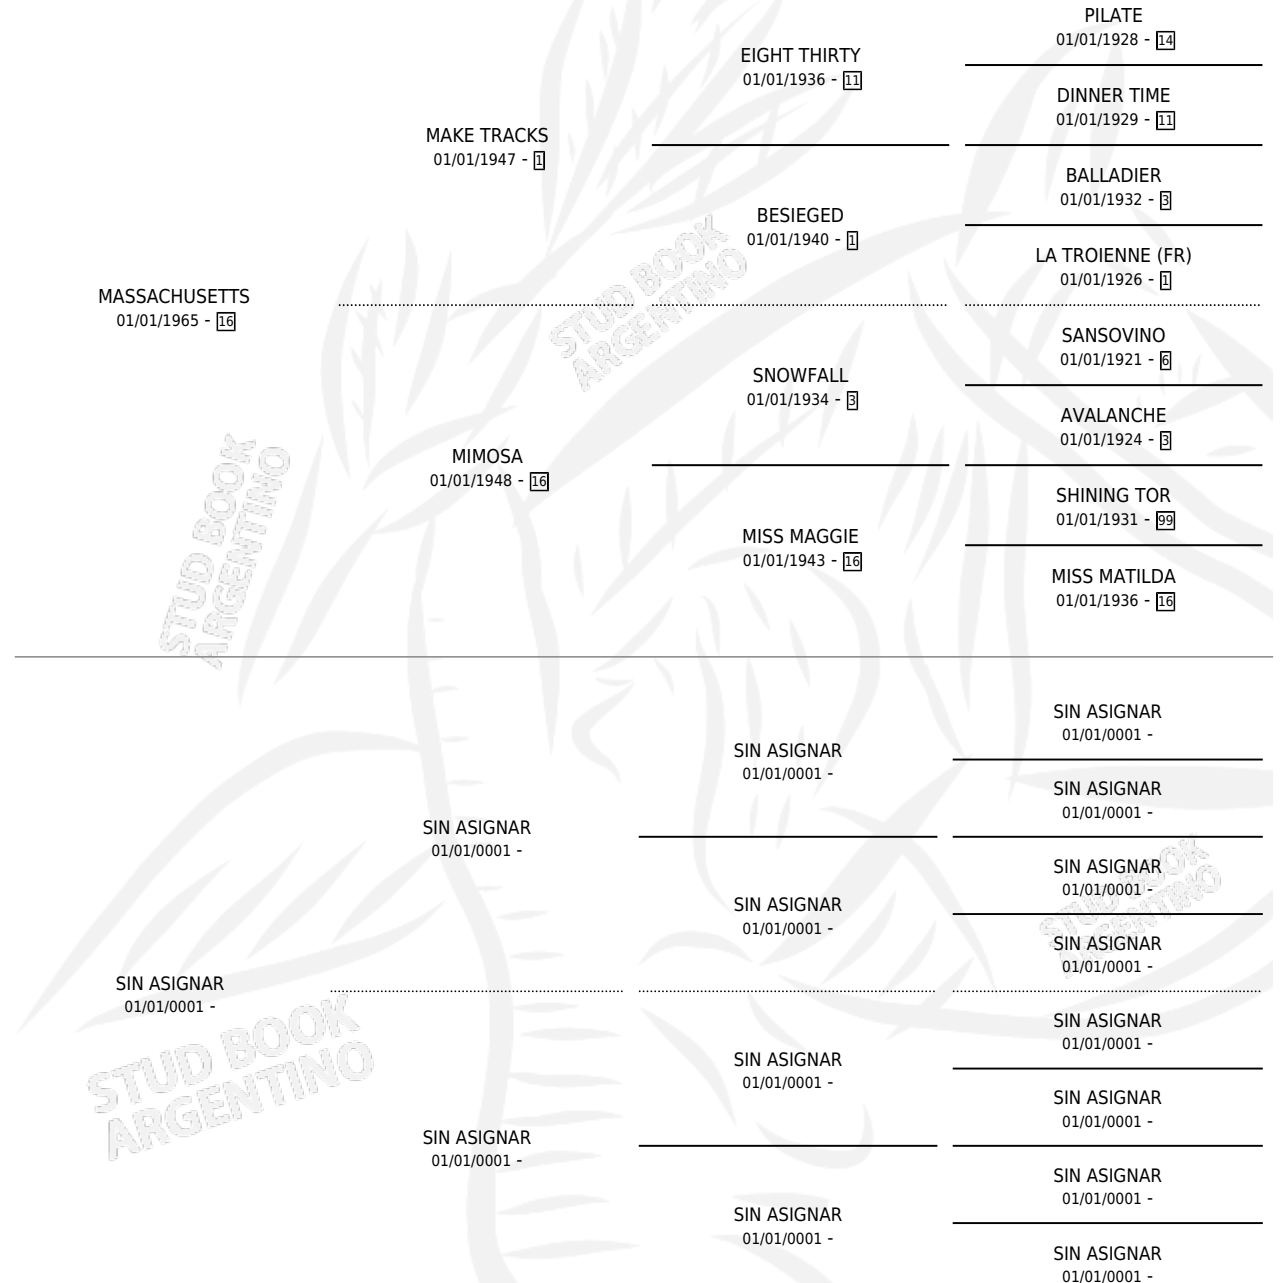 PILATE
01/01/1928 - 14
EIGHT THIRTY
01/01/1936 - 11
DINNER TIME
01/01/1929 - 11
MAKE TRACKS
01/01/1947 - 1
BALLADIER
01/01/1932 - 3
BESIEGED
01/01/1940 - 1
LA TROIENNE (FR)
01/01/1926 - 1
MASSACHUSETTS
01/01/1965 - 16
STUD BOOK
ARGENTINO
SANSOVINO
01/01/1921 - 6
SNOWFALL
01/01/1934 - 3
AVALANCHE
01/01/1924 - 3
MIMOSA
01/01/1948 - 16
SHINING TOR
01/01/1931 - 99
MISS MAGGIE
01/01/1943 - 16
MISS MATILDA
01/01/1936 - 16
STUD BOOK
ARGENTINO
SIN ASIGNAR
01/01/0001 -
SIN ASIGNAR
01/01/0001 -
SIN ASIGNAR
01/01/0001 -
SIN ASIGNAR
01/01/0001 -
SIN ASIGNAR
01/01/0001 -
SIN ASIGNAR
01/01/0001 -
SIN ASIGNAR
01/01/0001 -
STUD BOOK
ARGENTINO
SIN ASIGNAR
01/01/0001 -
SIN ASIGNAR
01/01/0001 -
SIN ASIGNAR
01/01/0001 -
SIN ASIGNAR
01/01/0001 -
STUD BOOK
ARGENTINO
SIN ASIGNAR
01/01/0001 -
SIN ASIGNAR
01/01/0001 -
SIN ASIGNAR
01/01/0001 -
SIN ASIGNAR
01/01/0001 -